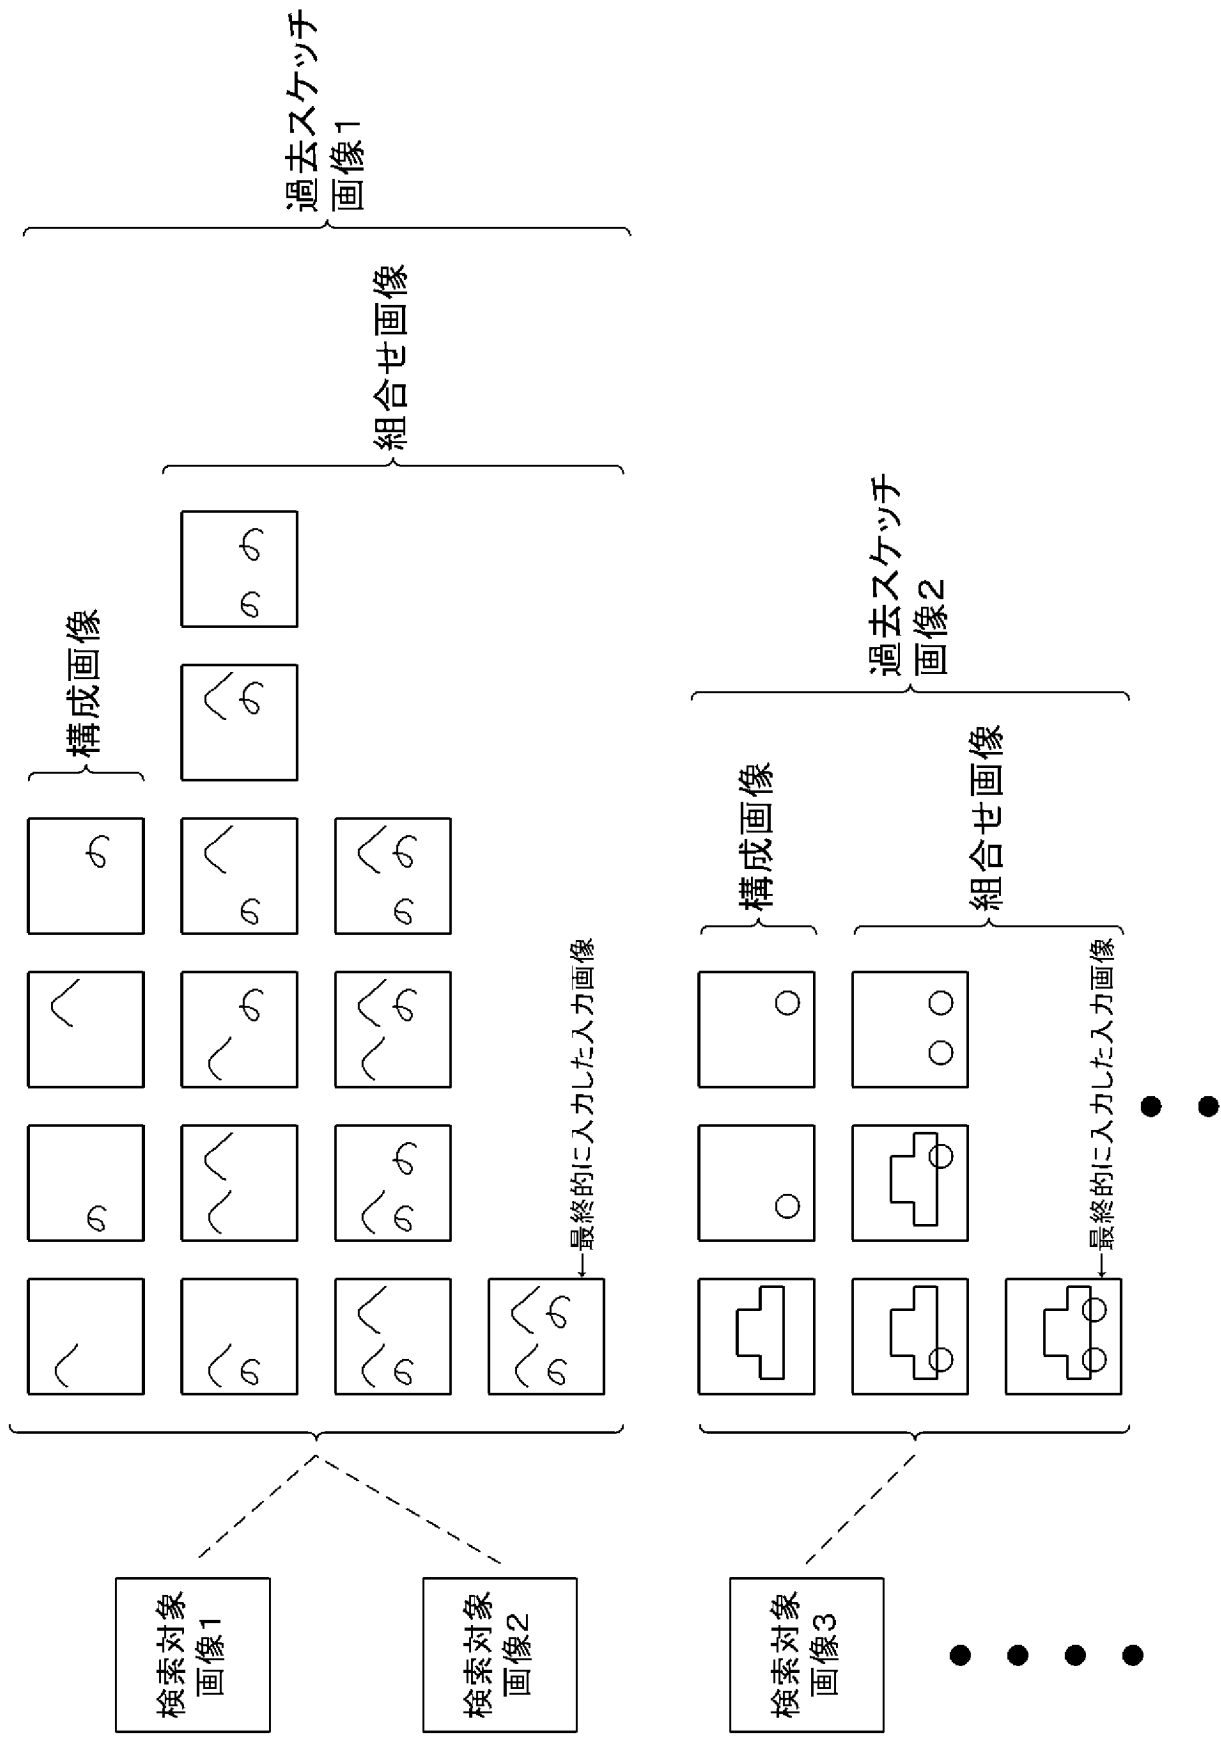 検索対象
画像1
検索対象
画像2
検索対象
画像3
構成画像
組合せ画像
過去スケッチ
画像1
最終的に入力した入力画像
構成画像
組合せ画像
過去スケッチ
画像2
最終的に入力した入力画像